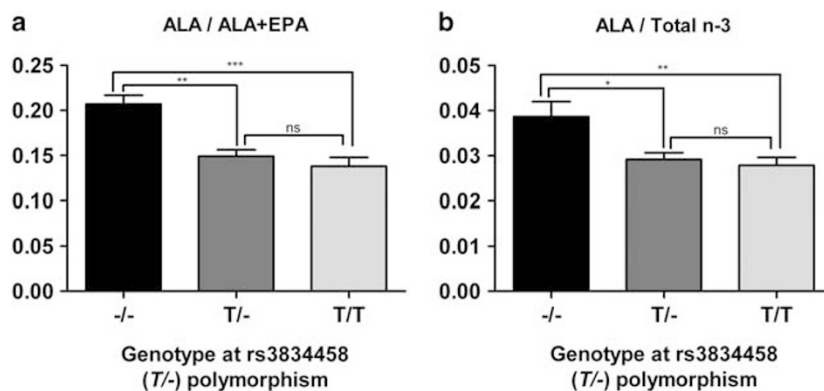 a
ALA / ALA+EPA
0.25
0.20
0.15
0.10
0.05
0.00
***
**
ns
-/-
T/-
T/T
Genotype at rs3834458
(T/-) polymorphism
b
ALA / Total n-3
0.05
0.04
0.03
0.02
0.01
0.00
**
*
ns
-/-
T/-
T/T
Genotype at rs3834458
(T/-) polymorphism